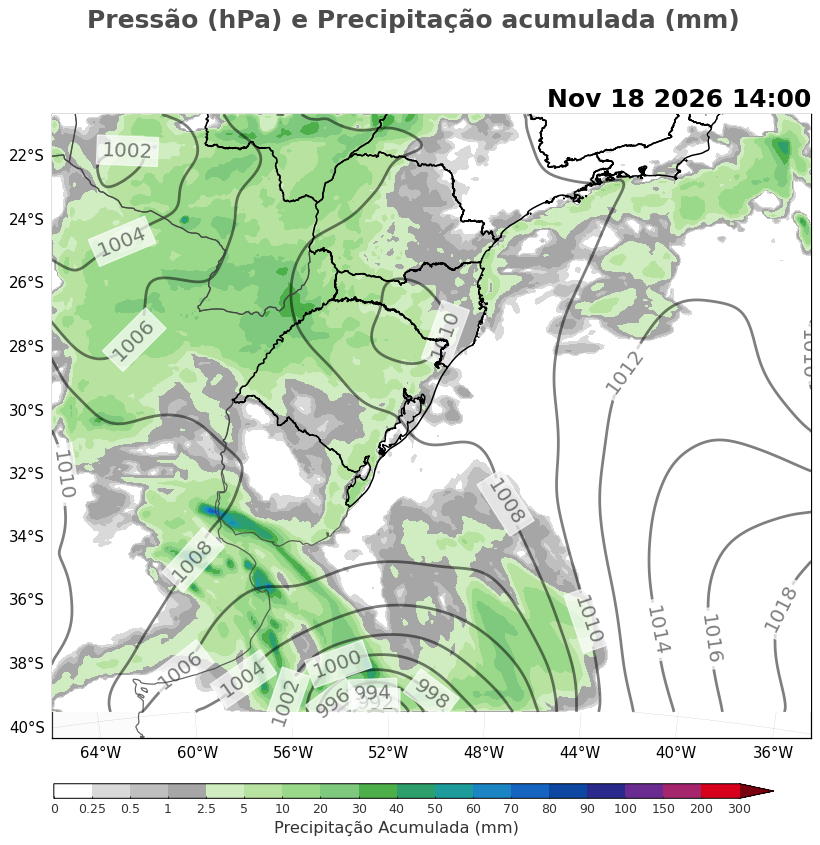 Pressão (hPa) e Precipitação acumulada (mm)
Nov 18 2026 14:00
1002
22°S
24°S
1004
26°S
1006
1010
1010
28°S
1012
30°S
1010
32°S
1008
34°S
1008
36°S
1010
1014
1016
1018
38°S
1006
1004
1002
1000
996
994
998
40°S
64°W 60°W 56°W 52°W 48°W 44°W 40°W 36°W
0 0.25 0.5 1 2.5 5 10 20 30 40 50 60 70 80 90 100 150 200 300
Precipitação Acumulada (mm)